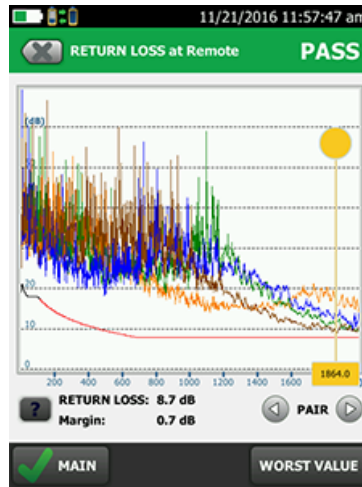 11/21/2016 11:57:47 am
RETURN LOSS at Remote
PASS
(dB)
20
10
0
200 400 600 800 1000 1200 1400 1600
1864.0
? RETURN LOSS: 8.7 dB
Margin: 0.7 dB
PAIR
MAIN
WORST VALUE